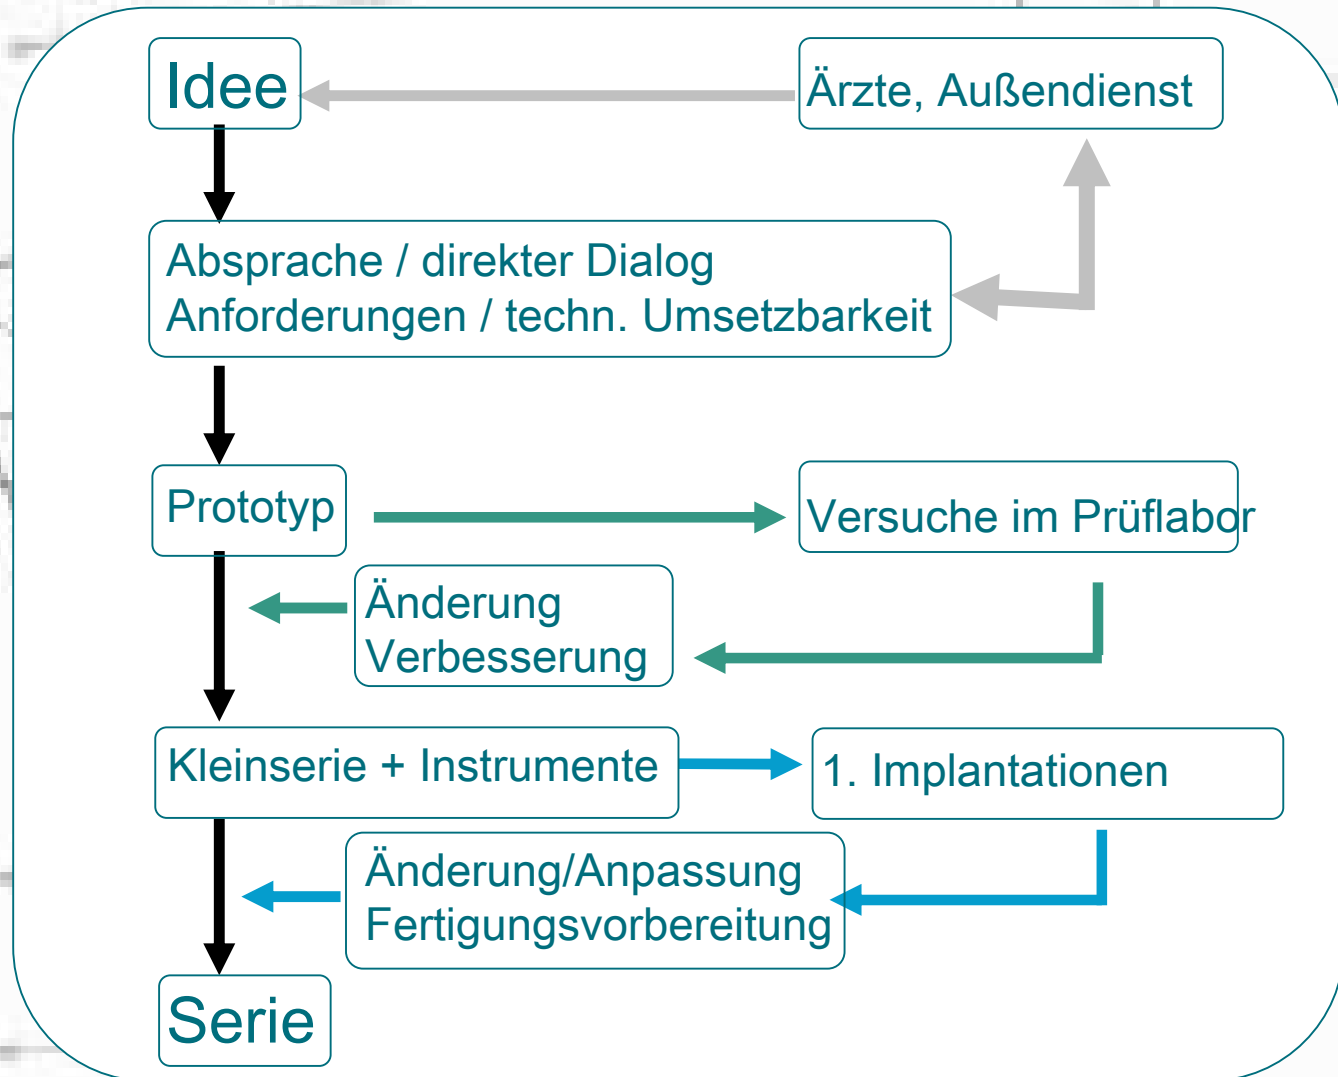 Idee
Ärzte, Außendienst
Absprache / direkter Dialog
Anforderungen / techn. Umsetzbarkeit
Prototyp
Versuche im Prüflabor
Änderung
Verbesserung
Kleinserie + Instrumente
1. Implantationen
Änderung/Anpassung
Fertigungsvorbereitung
Serie